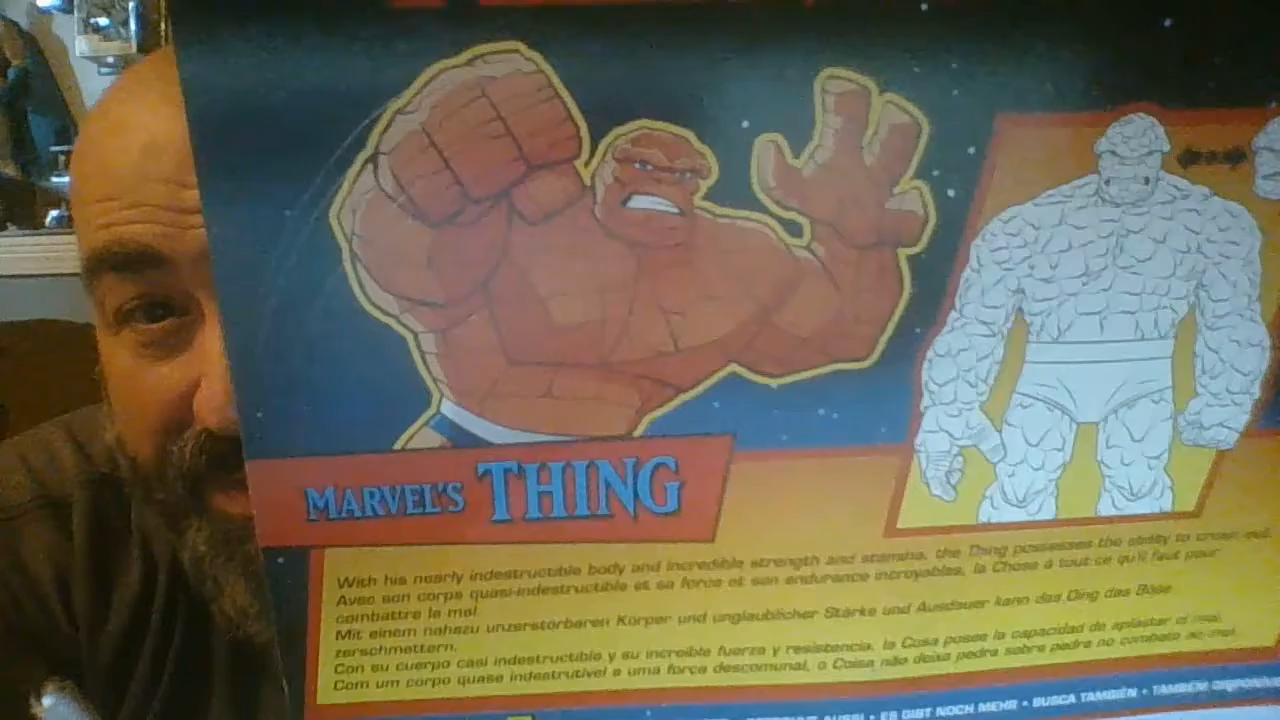 MARVEL'S THING
With his nearly indestructible body and incredible strength and stamina, the Thing possesses the ability to crush evil.
Avec son corps quasi-indestructible et sa force et son endurance incroyables, la Chose a tout ce qu'il faut pour
combattre le mal.
Mit einem nahezu unzerstörbaren Körper und unglaublicher Stärke und Ausdauer kann das Ding das Böse
zerschmettern.
Con su cuerpo casi indestructible y su increíble fuerza y resistencia, la Cosa posee la capacidad de aplastar el mal.
Com um corpo quase indestrutível e uma força descomunal, o Coisa não deixa pedra sobre pedra no combate ao mal.
AUSSI • ES GIBT NOCH MEHR • BUSCA TAMBIÉN • TAMBÉM